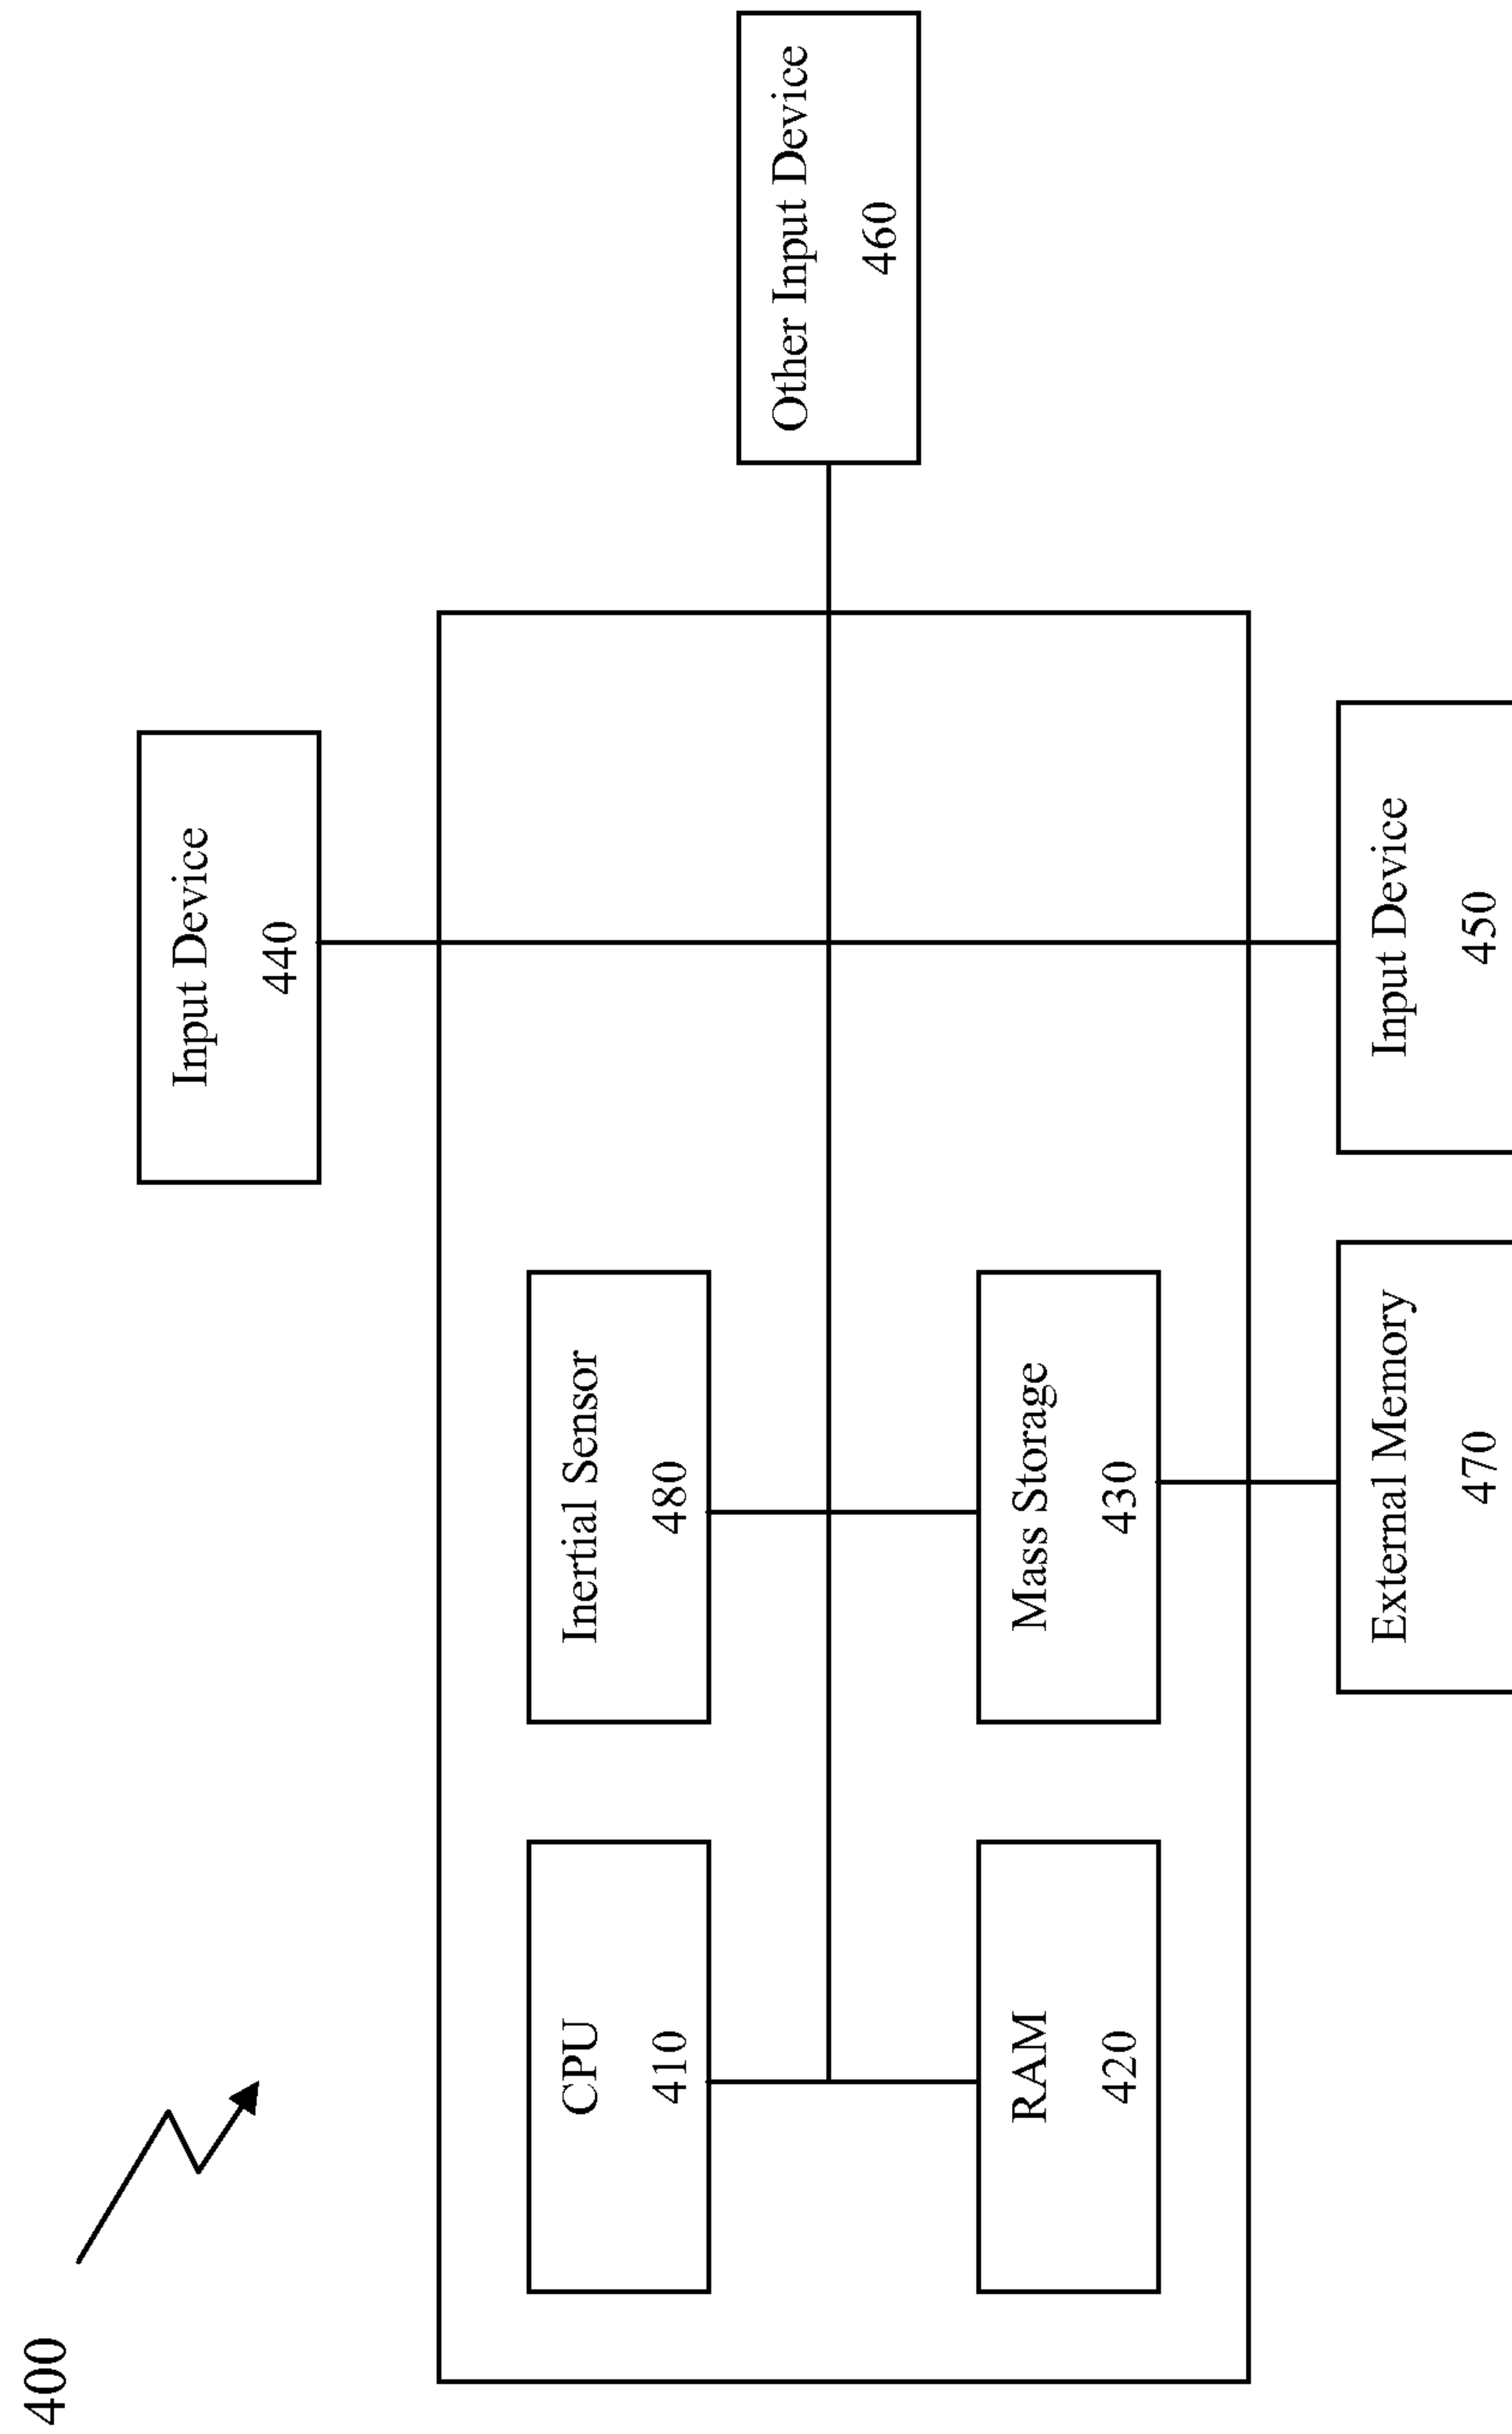 400
Input Device
440
CPU
410
Inertial Sensor
480
Other Input Device
460
RAM
420
Mass Storage
430
External Memory
470
Input Device
450